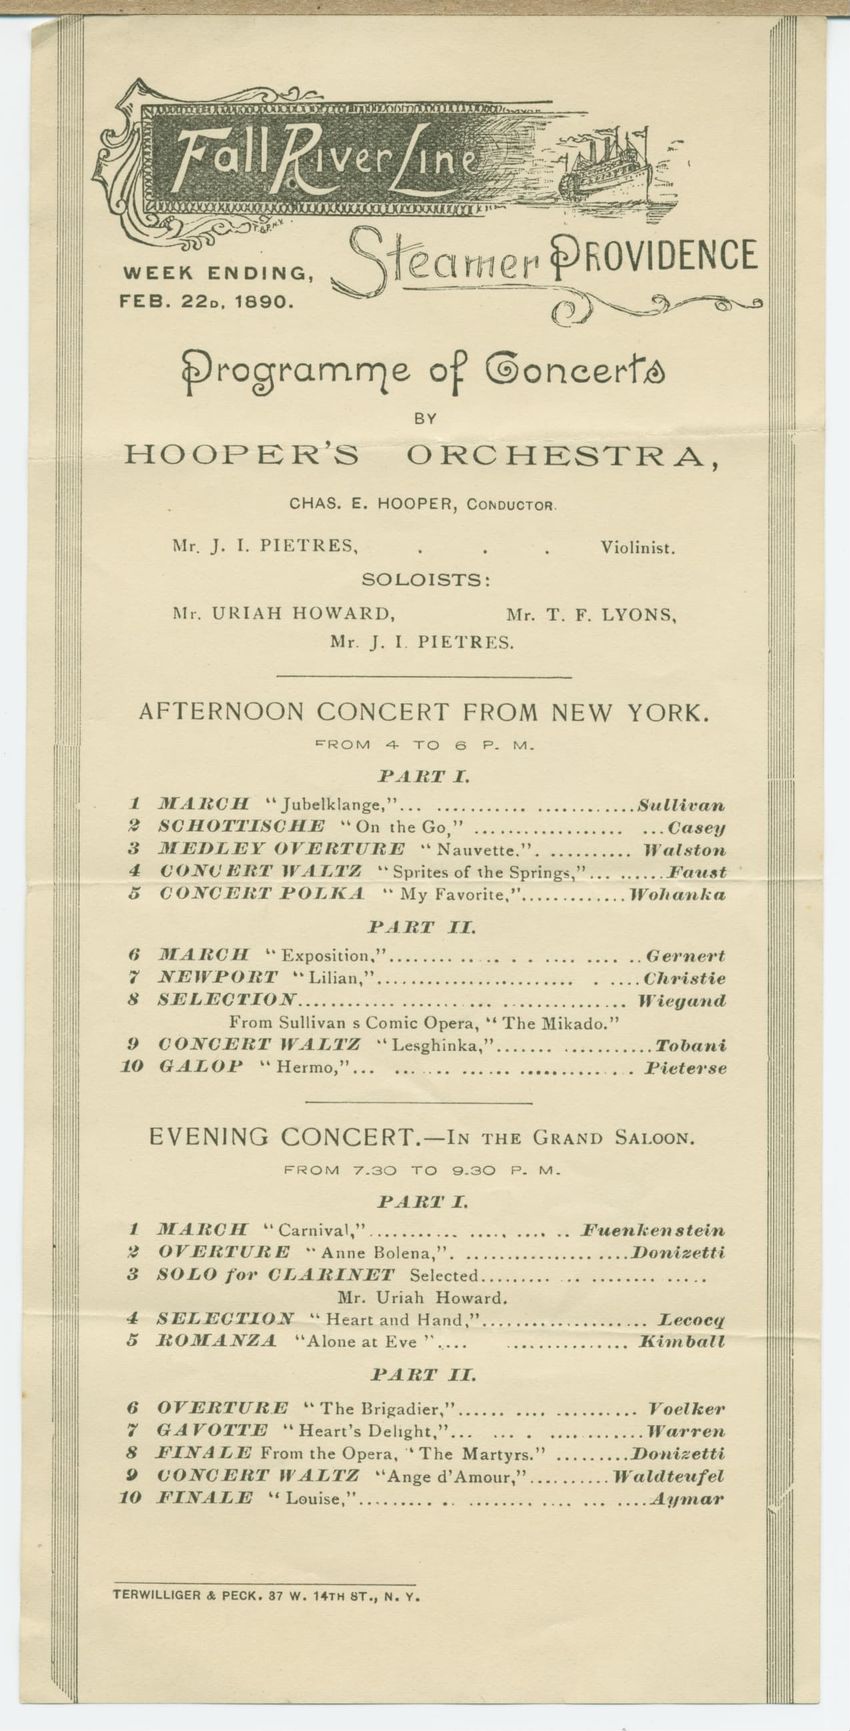 Fall River Line
T. & P. N.Y.
Steamer PROVIDENCE
WEEK ENDING,
FEB. 22D, 1890.
Programme of Concerts
BY
HOOPER'S ORCHESTRA,
CHAS. E. HOOPER, CONDUCTOR.
Mr. J. I. PIETRES, . . . Violinist.
SOLOISTS:
Mr. URIAH HOWARD, Mr. T. F. LYONS,
Mr. J. I. PIETRES.
AFTERNOON CONCERT FROM NEW YORK.
FROM 4 TO 6 P. M.
PART I.
1 MARCH "Jubelklange,"... ........... ............Sullivan
2 SCHOTTISCHE "On the Go," .................. ...Casey
3 MEDLEY OVERTURE "Nauvette.". .......... Walston
4 CONCERT WALTZ "Sprites of the Springs,"... ......Faust
5 CONCERT POLKA "My Favorite,".............Wohanka
PART II.
6 MARCH "Exposition,"........ .. .. . . .... .... ..Gernert
7 NEWPORT "Lilian,"........................ . ....Christie
8 SELECTION..................... ... ............... Wiegand
From Sullivan s Comic Opera, "The Mikado."
9 CONCERT WALTZ "Lesghinka,"....... ...........Tobani
10 GALOP "Hermo,"... ... ... ...... ............ . . Pieterse
EVENING CONCERT.—IN THE GRAND SALOON.
FROM 7.30 TO 9.30 P. M.
PART I.
1 MARCH "Carnival,"........... ..... .... .. Fuenkenstein
2 OVERTURE "Anne Bolena,". ................ ....Donizetti
3 SOLO for CLARINET Selected......... .. ........ .....
Mr. Uriah Howard.
4 SELECTION "Heart and Hand,"..................... Lecocq
5 ROMANZA "Alone at Eve ".... ............... Kimball
PART II.
6 OVERTURE "The Brigadier,"...... .... .......... Voelker
7 GAVOTTE "Heart's Delight,"... ... . .... .........Warren
8 FINALE From the Opera, "The Martyrs." .........Donizetti
9 CONCERT WALTZ "Ange d'Amour,"..........Waldteufel
10 FINALE "Louise,"......... .. ........ .... ... ....Aymar
TERWILLIGER & PECK. 37 W. 14TH ST., N. Y.